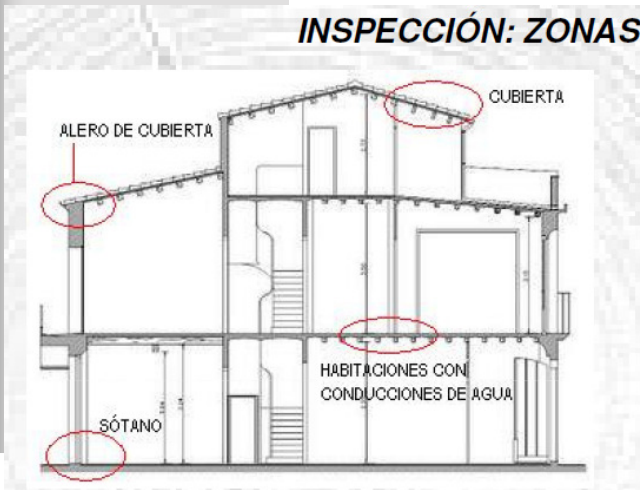 INSPECCIÓN: ZONAS
CUBIERTA
ALERO DE CUBIERTA
HABITACIONES CON
CONDUCCIONES DE AGUA
SÓTANO